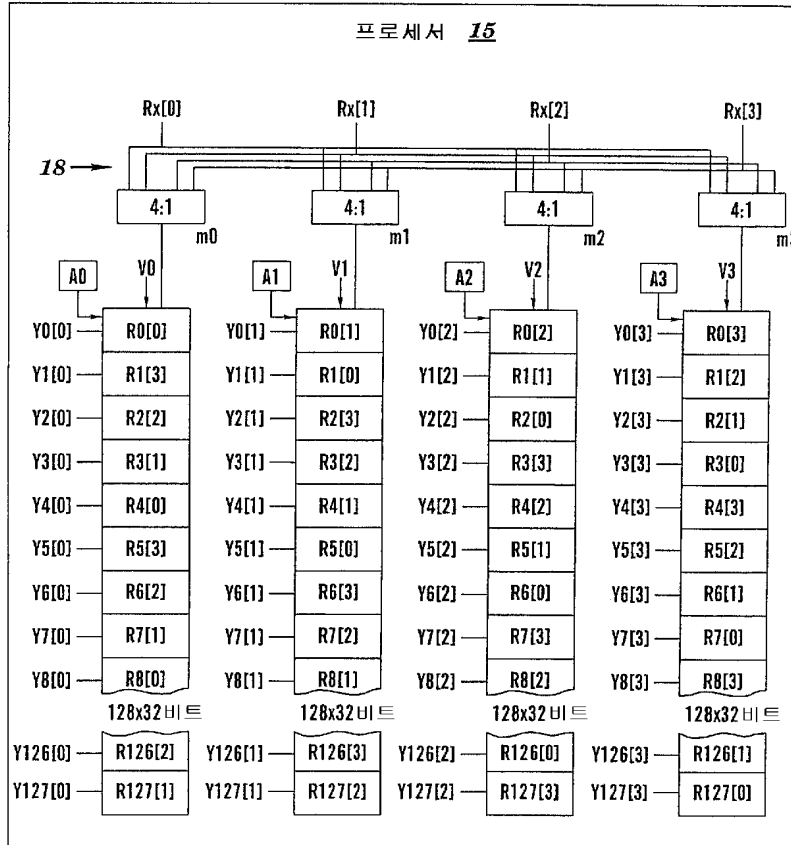 프로세서 15
Rx[0] Rx[1] Rx[2] Rx[3]
18
4:1 4:1 4:1 4:1
m0 m1 m2
A0 V0 A1 V1 A2 V2 A3 V3
Y0[0] R0[0] Y0[1] R0[1] Y0[2] R0[2] Y0[3] R0[3]
Y1[0] R1[3] Y1[1] R1[0] Y1[2] R1[1] Y1[3] R1[2]
Y2[0] R2[2] Y2[1] R2[3] Y2[2] R2[0] Y2[3] R2[1]
Y3[0] R3[1] Y3[1] R3[2] Y3[2] R3[3] Y3[3] R3[0]
Y4[0] R4[0] Y4[1] R4[1] Y4[2] R4[2] Y4[3] R4[3]
Y5[0] R5[3] Y5[1] R5[0] Y5[2] R5[1] Y5[3] R5[2]
Y6[0] R6[2] Y6[1] R6[3] Y6[2] R6[0] Y6[3] R6[1]
Y7[0] R7[1] Y7[1] R7[2] Y7[2] R7[3] Y7[3] R7[0]
Y8[0] R8[0] Y8[1] R8[1] Y8[2] R8[2] Y8[3] R8[3]
128x32비트 128x32비트 128x32비트 128x32비트
Y126[0] R126[2] Y126[1] R126[3] Y126[2] R126[0] Y126[3] R126[1]
Y127[0] R127[1] Y127[1] R127[2] Y127[2] R127[3] Y127[3] R127[0]